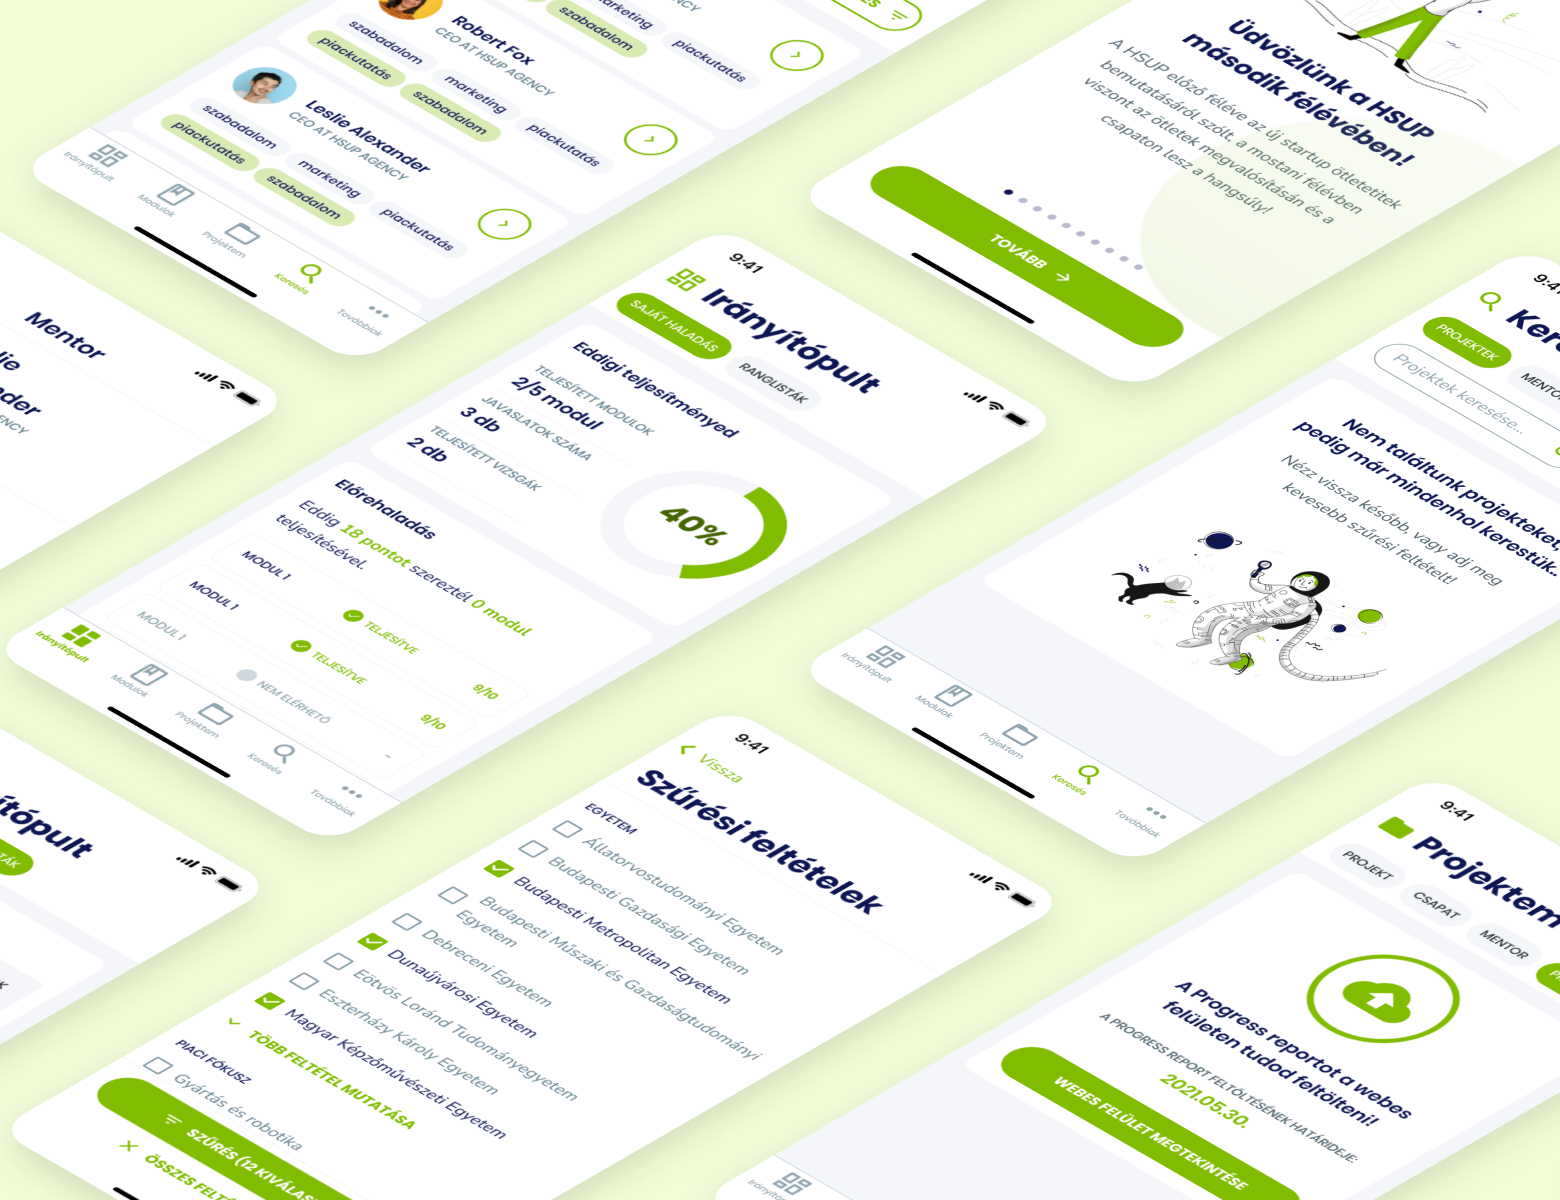 marketing
szabadalom
piackutatás
Robert Fox
CEO AT HSUP AGENCY
szabadalom
marketing
piackutatás
piackutatás
szabadalom
Leslie Alexander
CEO AT HSUP AGENCY
szabadalom
marketing
piackutatás
piackutatás
szabadalom
Irányítópult
Modulok
Projektem
Keresés
Továbbiak
Üdvözlünk a HSUP
második félévében!
A HSUP előző féléve az új startup ötletetitek
bemutatásáról szólt, a mostani félévben
viszont az ötletek megvalósításán és a
csapaton lesz a hangsúly!
TOVÁBB
Mentor
9:41
Irányítópult
SAJÁT HALADÁS
RANGLISTÁK
Eddigi teljesítményed
TELJESÍTETT MODULOK
2/5 modul
JAVASLATOK SZÁMA
3 db
TELJESÍTETT VIZSGÁK
2 db
40%
Előrehaladás
Eddig 18 pontot szereztél 0 modul
teljesítésével.
MODUL 1
TELJESÍTVE
9/10
MODUL 1
TELJESÍTVE
9/10
MODUL 1
NEM ELÉRHETŐ
-
Irányítópult
Modulok
Projektem
Keresés
Továbbiak
9:41
PROJEKTEK
Projektek keresése...
Nem találtunk projekteket,
pedig már mindenhol kerestük.
Nézz vissza később, vagy adj meg
kevesebb szűrési feltételt!
Irányítópult
Modulok
Projektem
Keresés
Továbbiak
9:41
Vissza
Szűrési feltételek
EGYETEM
Állatorvostudományi Egyetem
Budapesti Gazdasági Egyetem
Budapesti Metropolitan Egyetem
Budapesti Műszaki és Gazdaságtudományi
Egyetem
Debreceni Egyetem
Dunaújvárosi Egyetem
Eötvös Loránd Tudományegyetem
Eszterházy Károly Egyetem
Magyar Képzőművészeti Egyetem
TÖBB FELTÉTEL MUTATÁSA
PIACI FÓKUSZ
Gyártás és robotika
SZŰRÉS (12 KIVÁLAS
ÖSSZES FELT
9:41
Projektem
PROJEKT
CSAPAT
MENTOR
A Progress reportot a webes
felületen tudod feltölteni!
A PROGRESS REPORT FELTÖLTÉSÉNEK HATÁRIDEJE:
2021.05.30.
WEBES FELÜLET MEGTEKINTÉSE